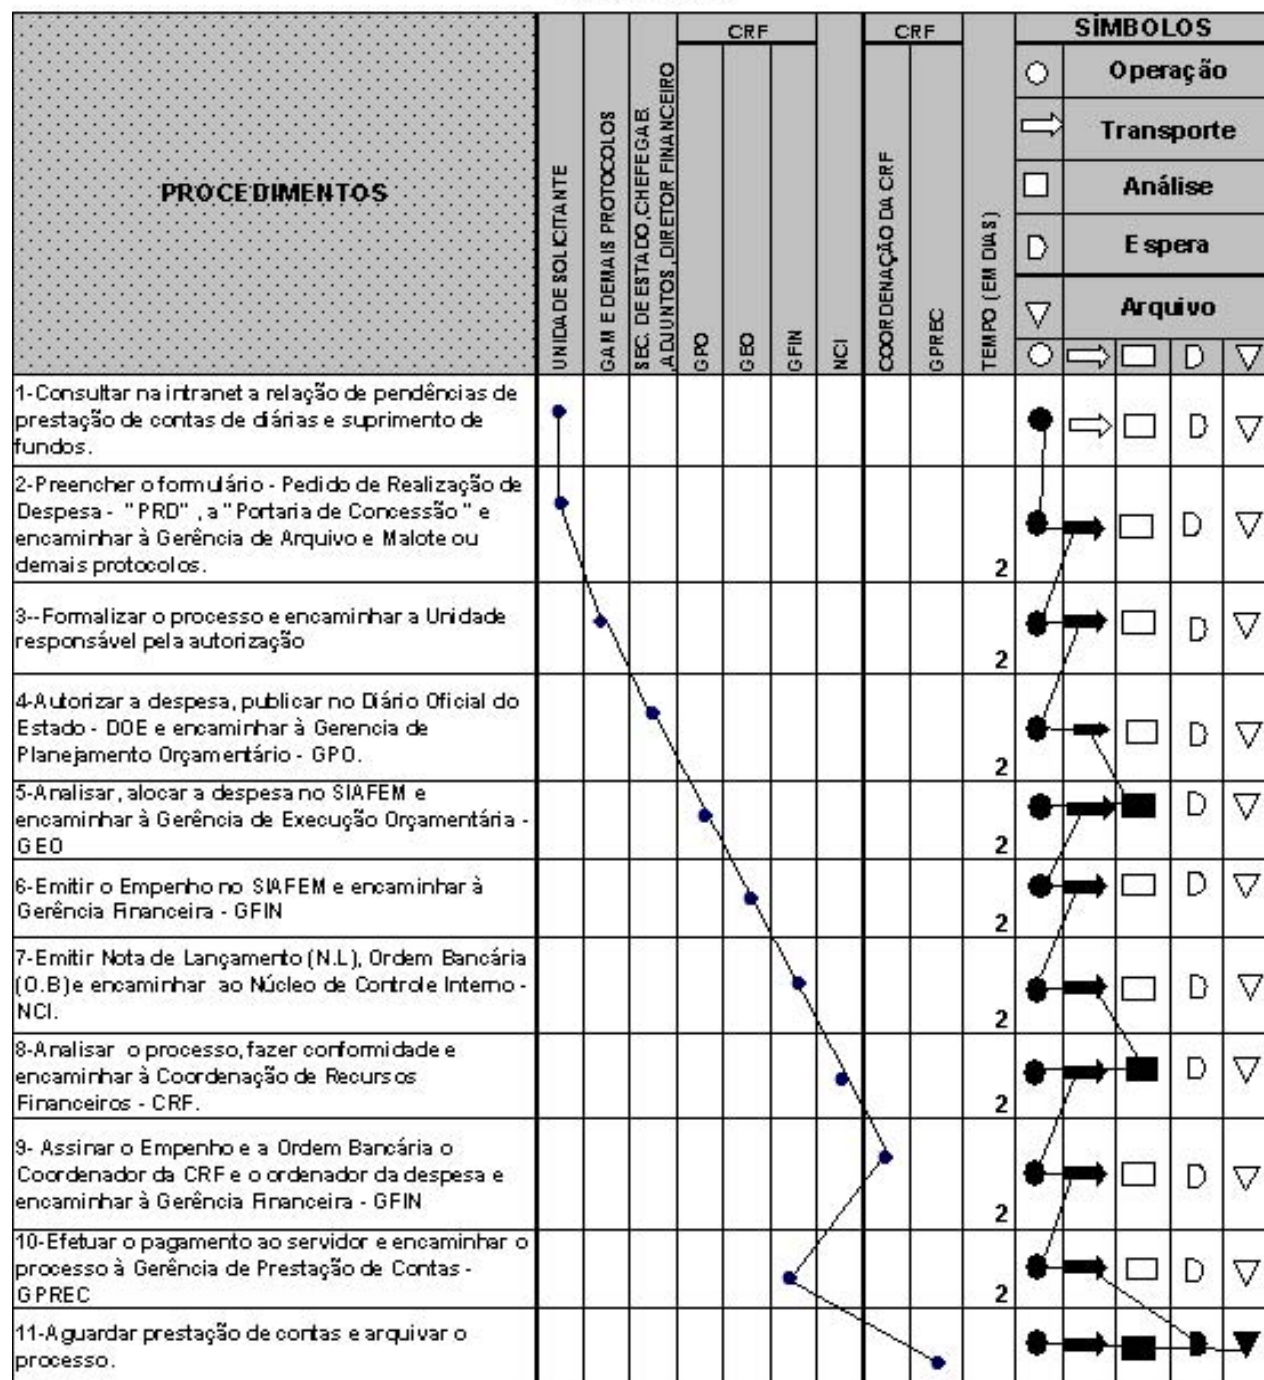 PROCEDIMENTOS
UNIDADE SOLICITANTE
GAM E DEMAIS PROTOCOLOS
SEC. DE ESTADO,CHEFEGAB.
,ADJUNTOS,DIRETOR FINANCEIRO
CRF
GPO
GEO
GFIN
NCI
CRF
COORDENAÇÃO DA CRF
GPREC
TEMPO (EM DIAS)
SÍMBOLOS
Operação
Transporte
Análise
Espera
Arquivo
1-Consultar na intranet a relação de pendências de
prestação de contas de diárias e suprimento de
fundos.
2-Preencher o formulário - Pedido de Realização de
Despesa - "PRD" , a "Portaria de Concessão" e
encaminhar à Gerência de Arquivo e Malote ou
demais protocolos.
2
3--Formalizar o processo e encaminhar a Unidade
responsável pela autorização
2
4-Autorizar a despesa, publicar no Diário Oficial do
Estado - DOE e encaminhar à Gerencia de
Planejamento Orçamentário - GPO.
2
5-Analisar, alocar a despesa no SIAFEM e
encaminhar à Gerência de Execução Orçamentária -
GEO
2
6-Emitir o Empenho no SIAFEM e encaminhar à
Gerência Financeira - GFIN
2
7-Emitir Nota de Lançamento (N.L), Ordem Bancária
(O.B) e encaminhar ao Núcleo de Controle Interno -
NCI.
2
8-Analisar o processo, fazer conformidade e
encaminhar à Coordenação de Recursos
Financeiros - CRF.
2
9- Assinar o Empenho e a Ordem Bancária o
Coordenador da CRF e o ordenador da despesa e
encaminhar à Gerência Financeira - GFIN
2
10-Efetuar o pagamento ao servidor e encaminhar o
processo à Gerência de Prestação de Contas -
GPREC
2
11-Aguardar prestação de contas e arquivar o
processo.